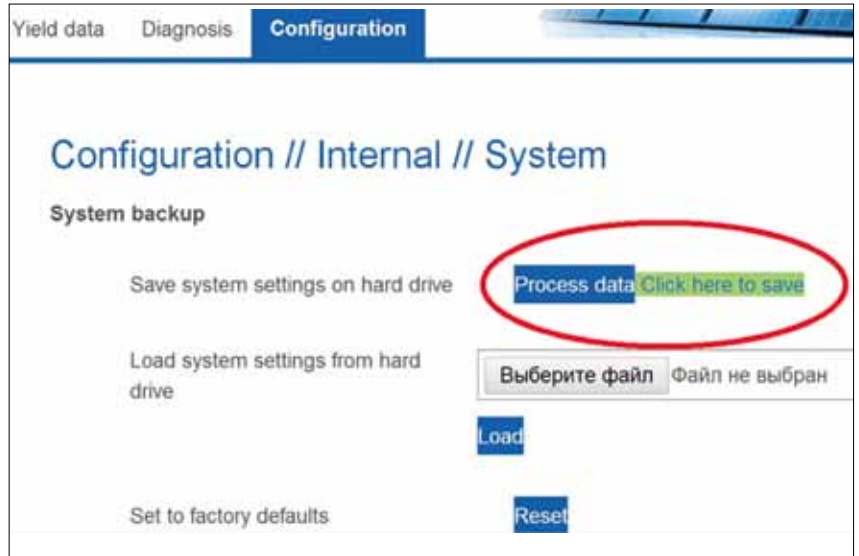 Yield data Diagnosis Configuration
Configuration // Internal // System
System backup
Save system settings on hard drive Process data Click here to save
Load system settings from hard
drive
Выберите файл Файл не выбран
Load
Set to factory defaults Reset